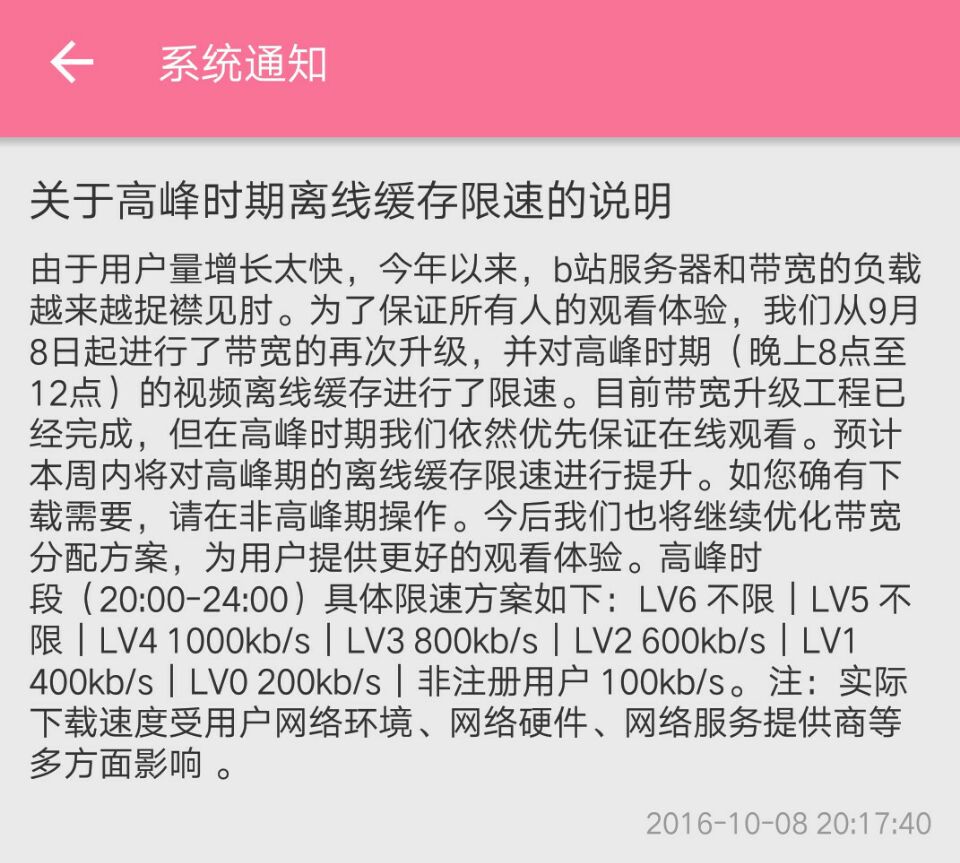 系统通知
关于高峰时期离线缓存限速的说明
由于用户量增长太快，今年以来，b站服务器和带宽的负载
越来越捉襟见肘。为了保证所有人的观看体验，我们从9月
8日起进行了带宽的再次升级，并对高峰时期（晚上8点至
12点）的视频离线缓存进行了限速。目前带宽升级工程已
经完成，但在高峰时期我们依然优先保证在线观看。预计
本周内将对高峰期的离线缓存限速进行提升。如您确有下
载需要，请在非高峰期操作。今后我们也将继续优化带宽
分配方案，为用户提供更好的观看体验。高峰时
段（20:00-24:00）具体限速方案如下：LV6 不限｜LV5 不
限｜LV4 1000kb/s｜LV3 800kb/s｜LV2 600kb/s｜LV1
400kb/s｜LV0 200kb/s｜非注册用户 100kb/s。注：实际
下载速度受用户网络环境、网络硬件、网络服务提供商等
多方面影响 。
2016-10-08 20:17:40